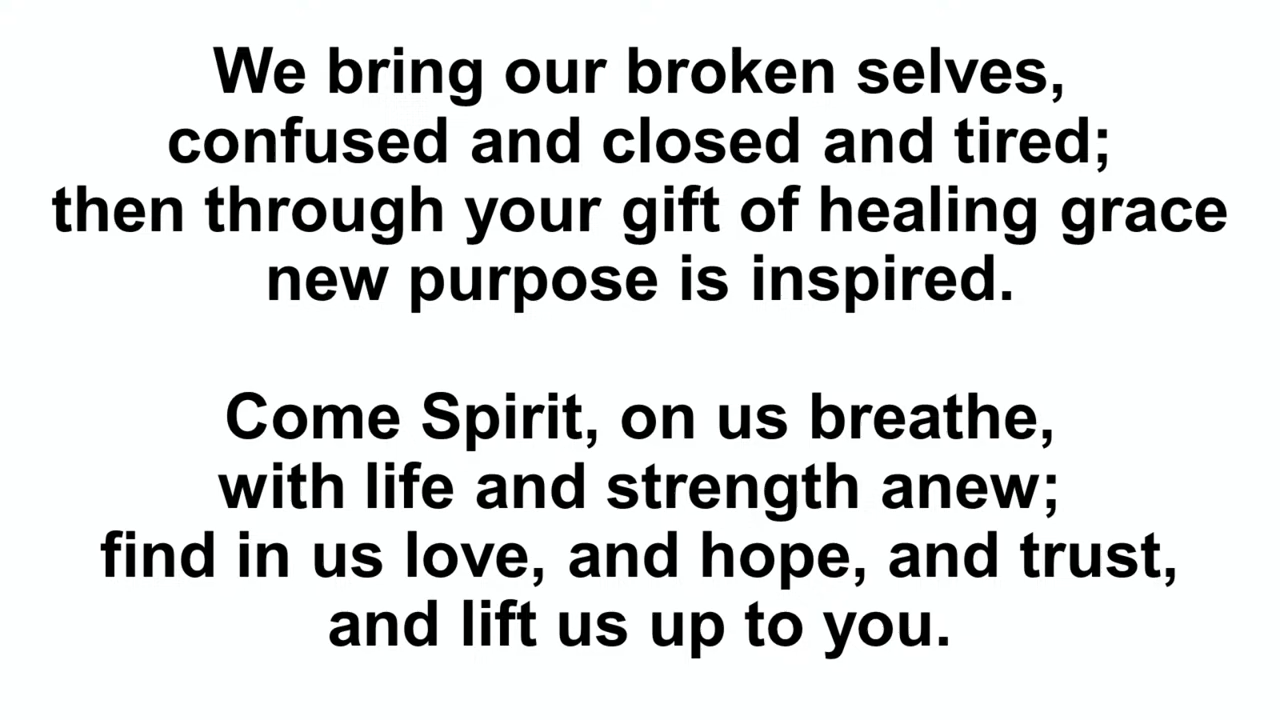 We bring our broken selves,
confused and closed and tired;
then through your gift of healing grace
new purpose is inspired.
Come Spirit, on us breathe,
with life and strength anew;
find in us love, and hope, and trust,
and lift us up to you.